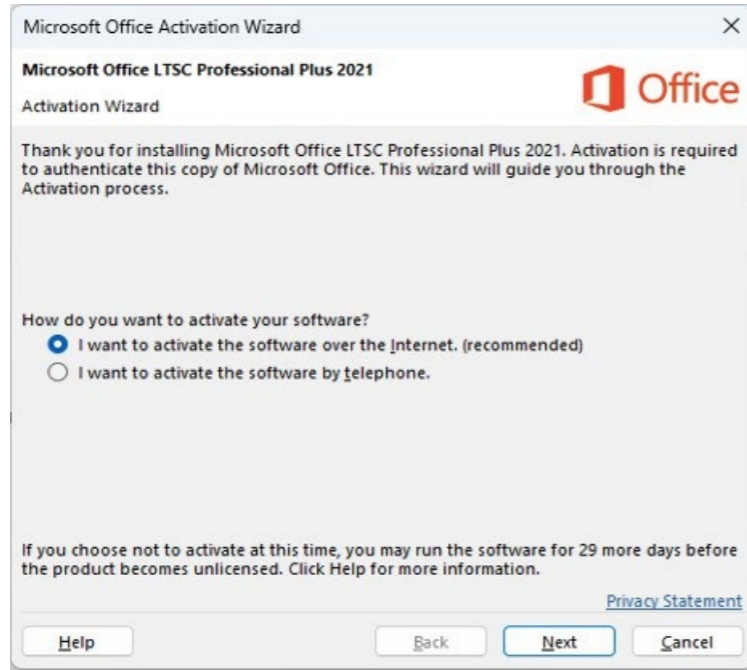 Microsoft Office Activation Wizard
Microsoft Office LTSC Professional Plus 2021
Office
Activation Wizard
Thank you for installing Microsoft Office LTSC Professional Plus 2021. Activation is required
to authenticate this copy of Microsoft Office. This wizard will guide you through the
Activation process.
How do you want to activate your software?
I want to activate the software over the Internet. (recommended)
I want to activate the software by telephone.
If you choose not to activate at this time, you may run the software for 29 more days before
the product becomes unlicensed. Click Help for more information.
Privacy Statement
Help Back Next Cancel